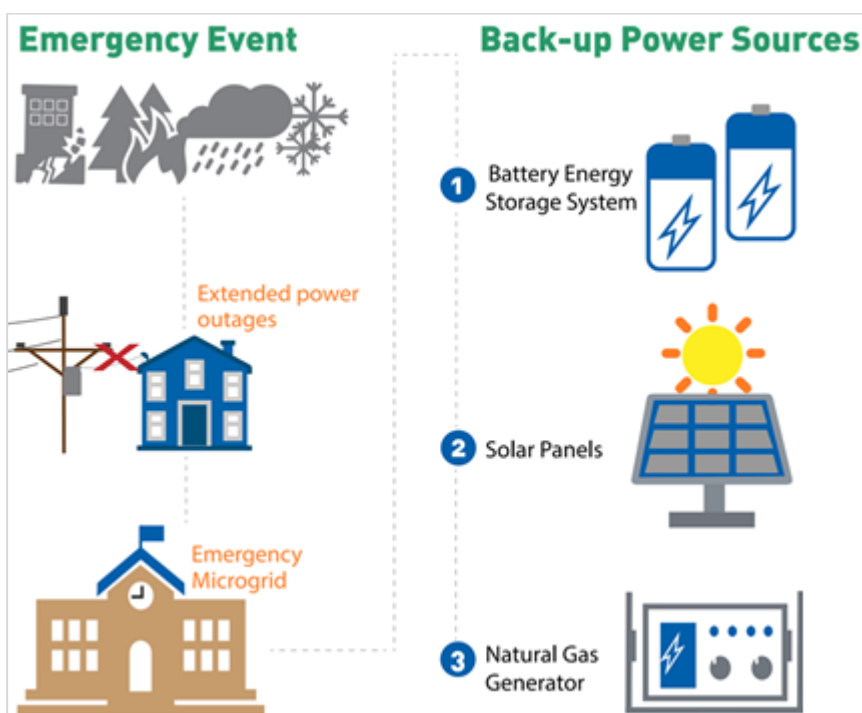 Emergency Event
Extended power
outages
Emergency
Microgrid
Back-up Power Sources
1
Battery Energy
Storage System
2
Solar Panels
3
Natural Gas
Generator